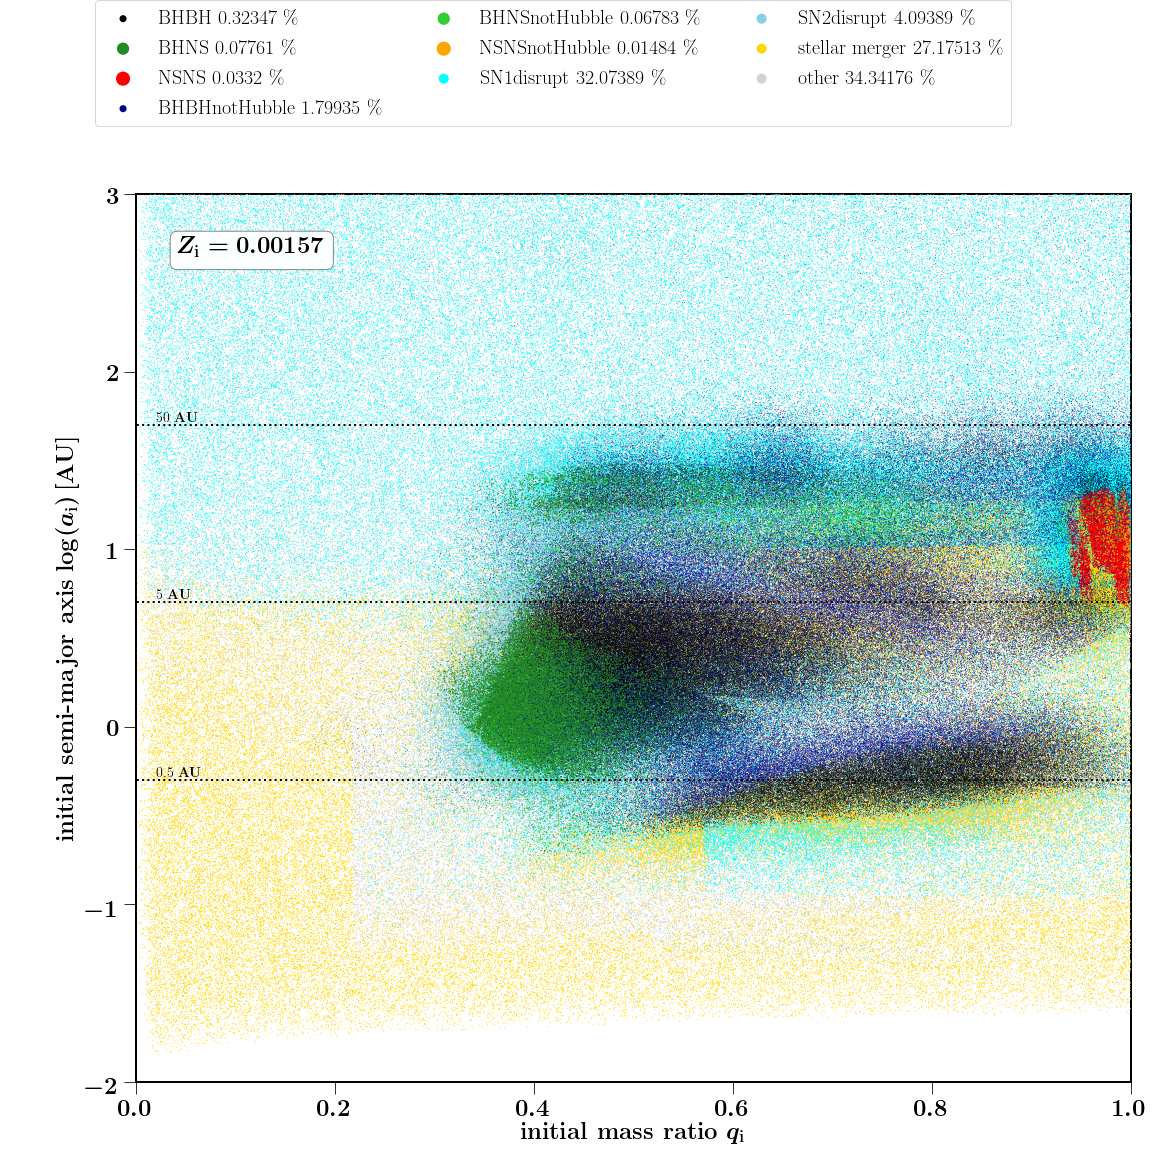 BHBH 0.32347 %
BHNS 0.07761 %
NSNS 0.0332 %
BHBHnotHubble 1.79935 %
BHNSnotHubble 0.06783 %
NSNSnotHubble 0.01484 %
SN1disrupt 32.07389 %
SN2disrupt 4.09389 %
stellar merger 27.17513 %
other 34.34176 %
Zi = 0.00157
50 AU
5 AU
0.5 AU
3
2
1
0
−1
−2
initial semi-major axis log(ai) [AU]
0.0 0.2 0.4 0.6 0.8 1.0
initial mass ratio qi